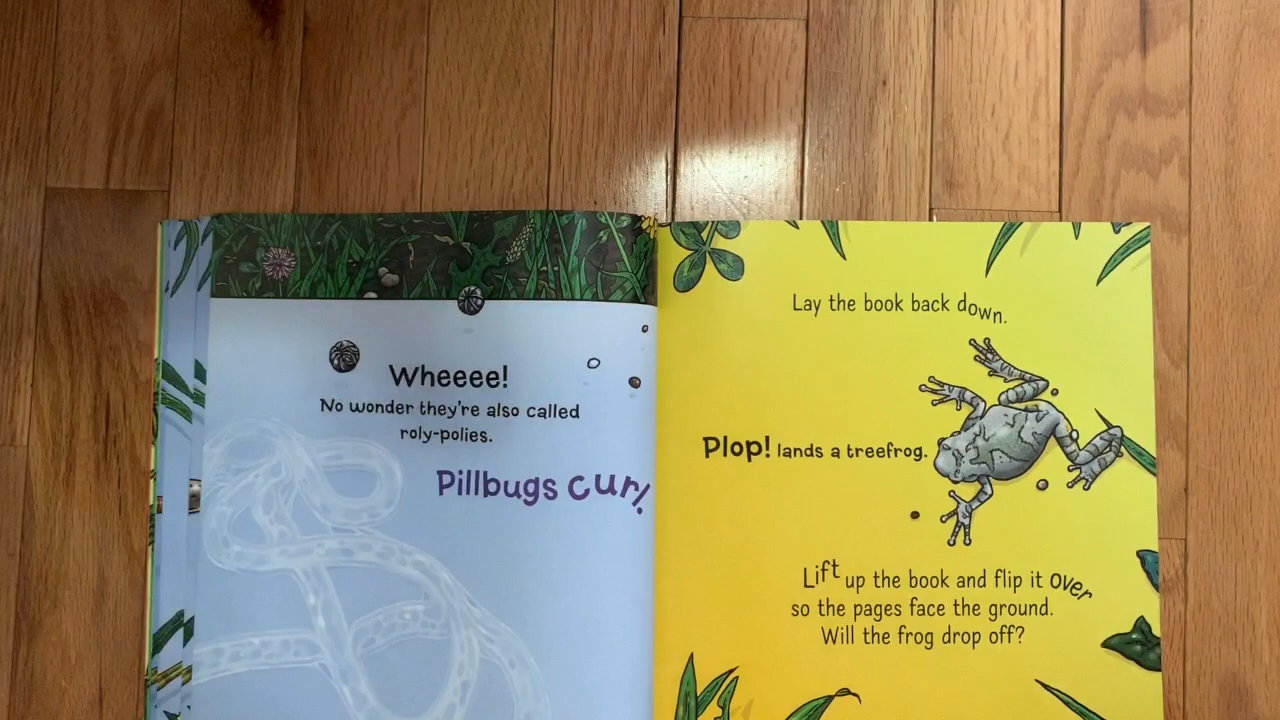 Wheeee!
No wonder they're also called
roly-polies.
Pillbugs curl.
Lay the book back down.
Plop! lands a treefrog.
Lift up the book and flip it over
so the pages face the ground.
Will the frog drop off?